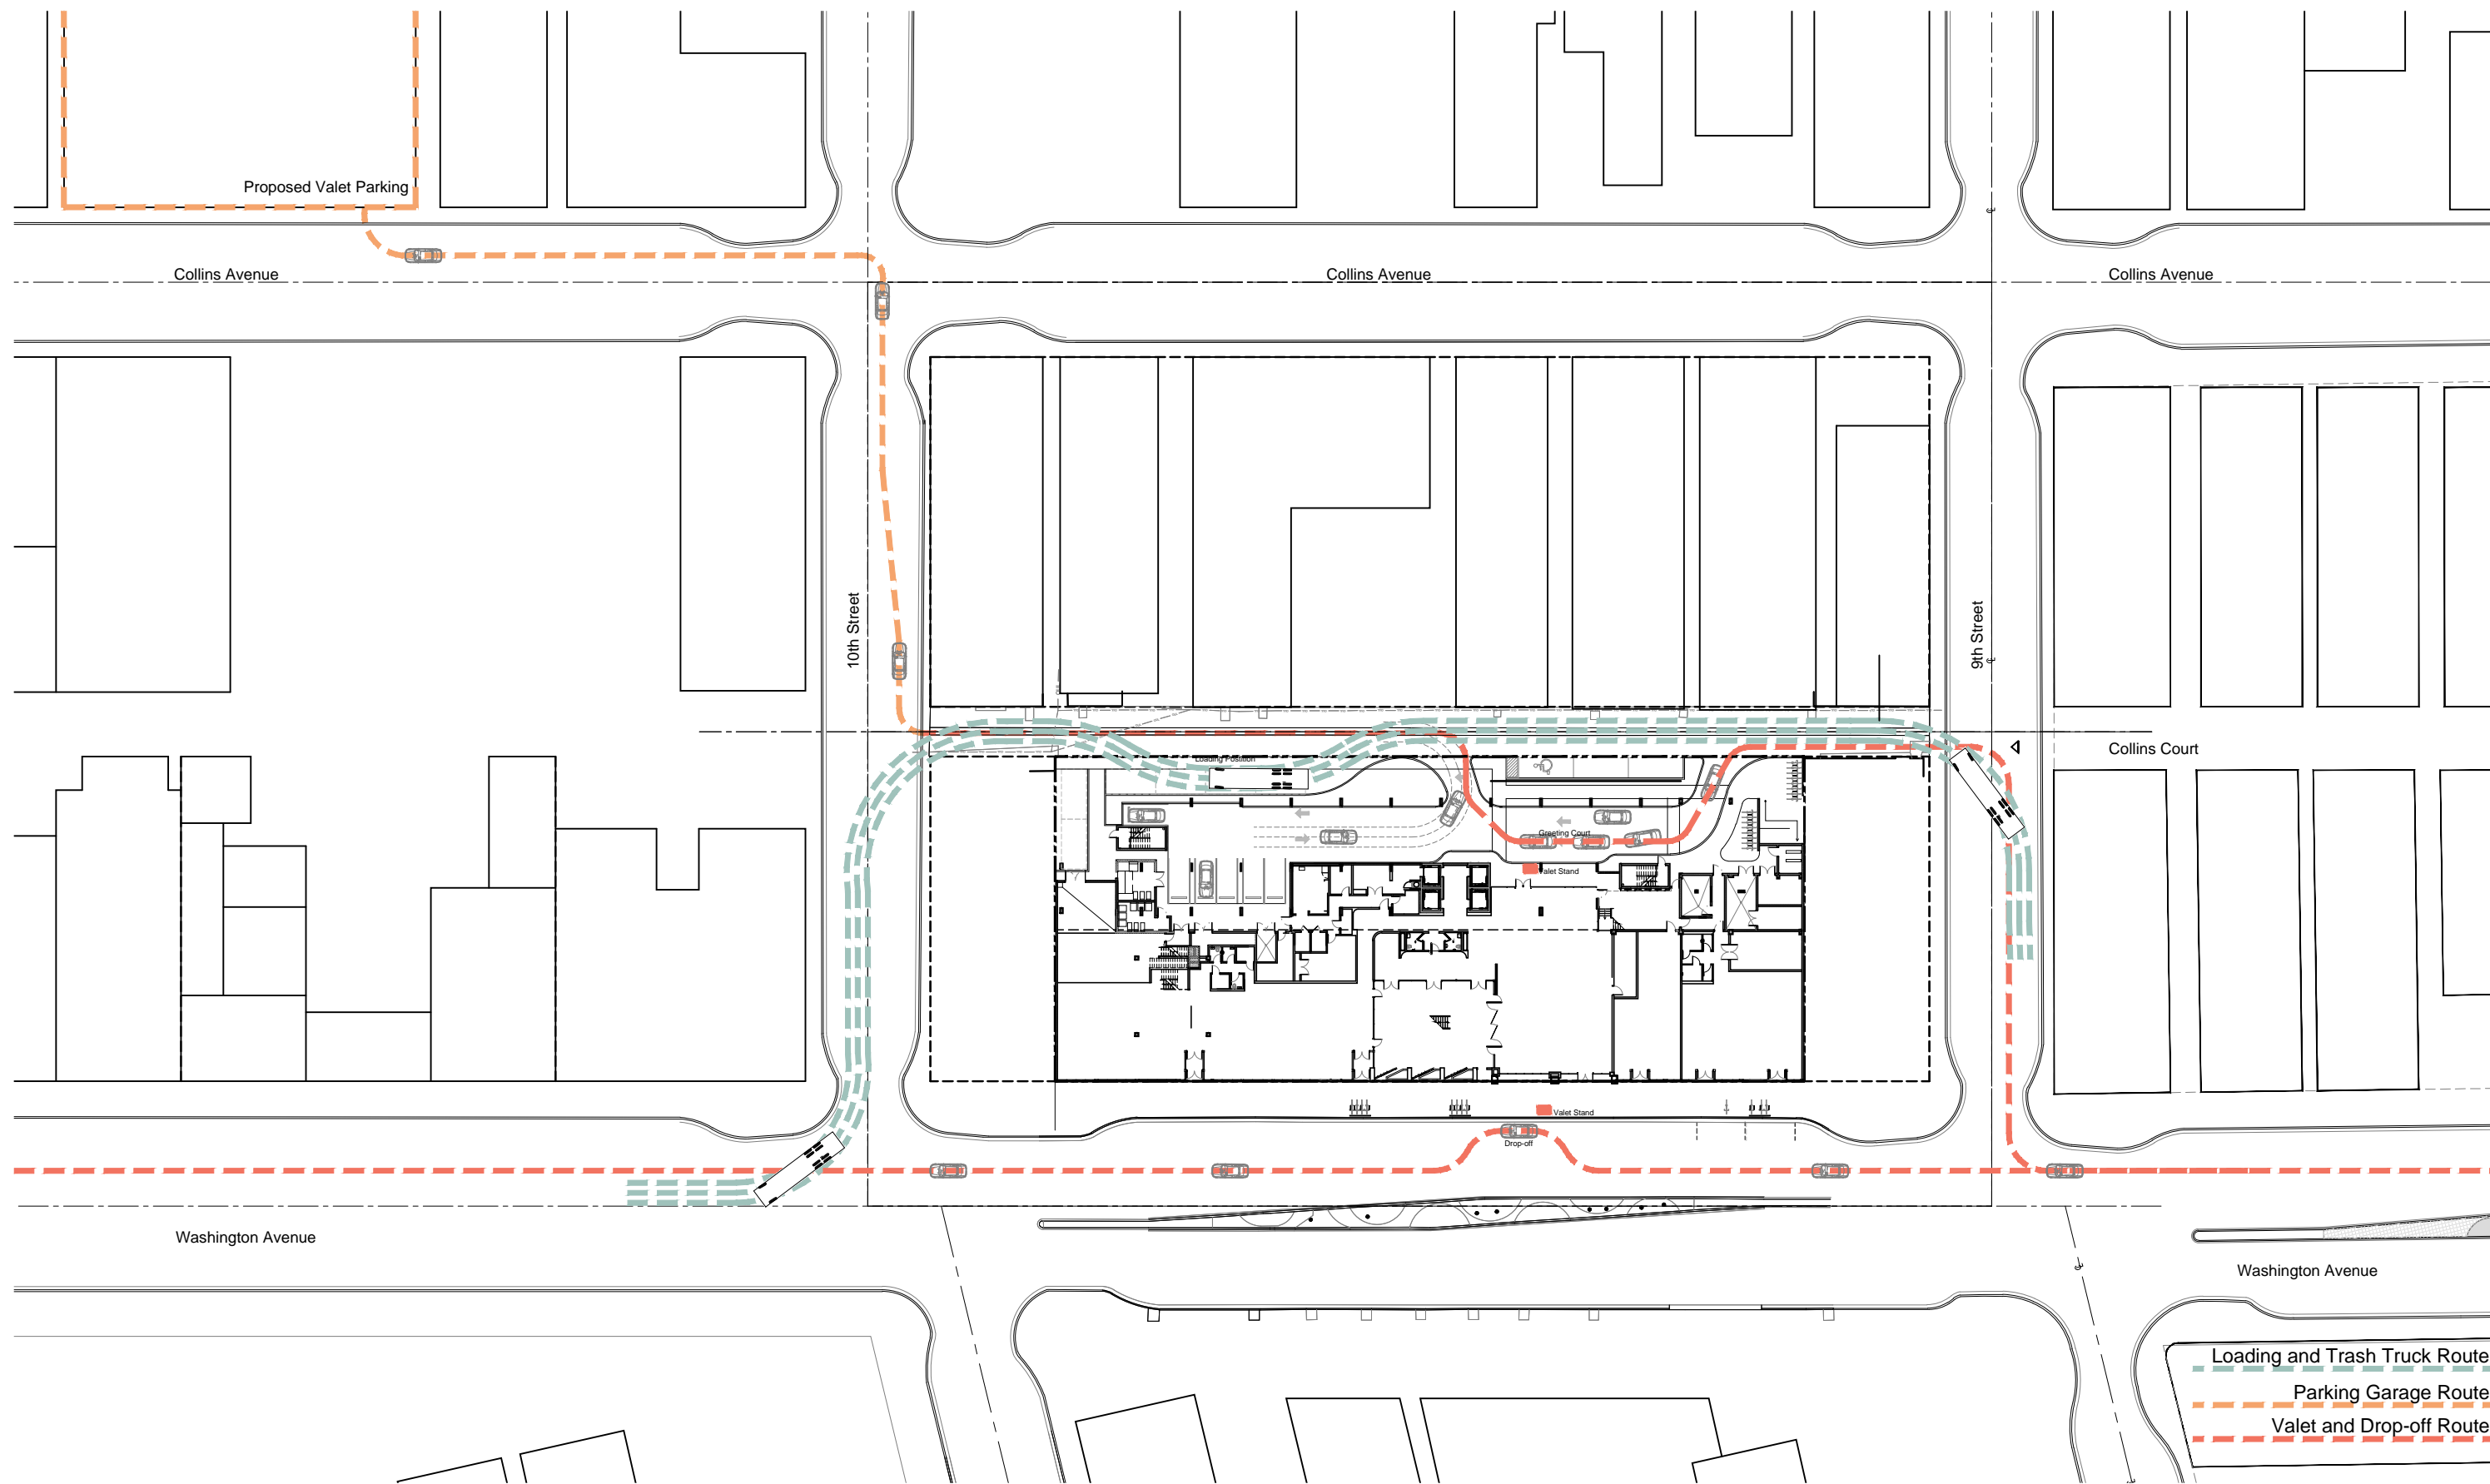 Proposed Valet Parking
Collins Avenue
Collins Avenue
Collins Avenue
10th Street
9th Street
Collins Court
Loading Position
Greeting Court
Valet Stand
Valet Stand
Drop-off
Washington Avenue
Washington Avenue
Loading and Trash Truck Route
Parking Garage Route
Valet and Drop-off Route